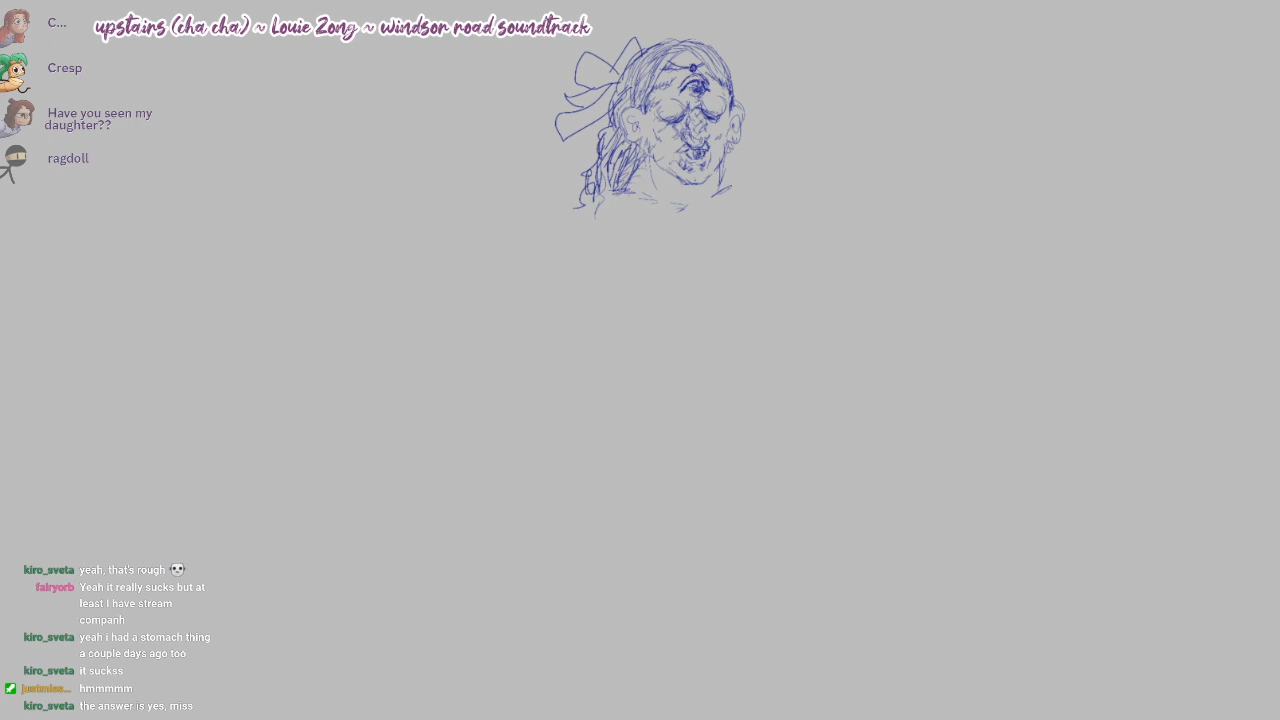 upstairs (cha cha) ~ Louie Zong ~ windsor road soundtrack
C...
Cresp
Have you seen my
daughter??
ragdoll
kiro_sveta yeah, that's rough
fairyorb Yeah it really sucks but at
least I have stream
companh
kiro_sveta yeah i had a stomach thing
a couple days ago too
kiro_sveta it suckss
justmiss... hmmmmm
kiro_sveta the answer is yes, miss